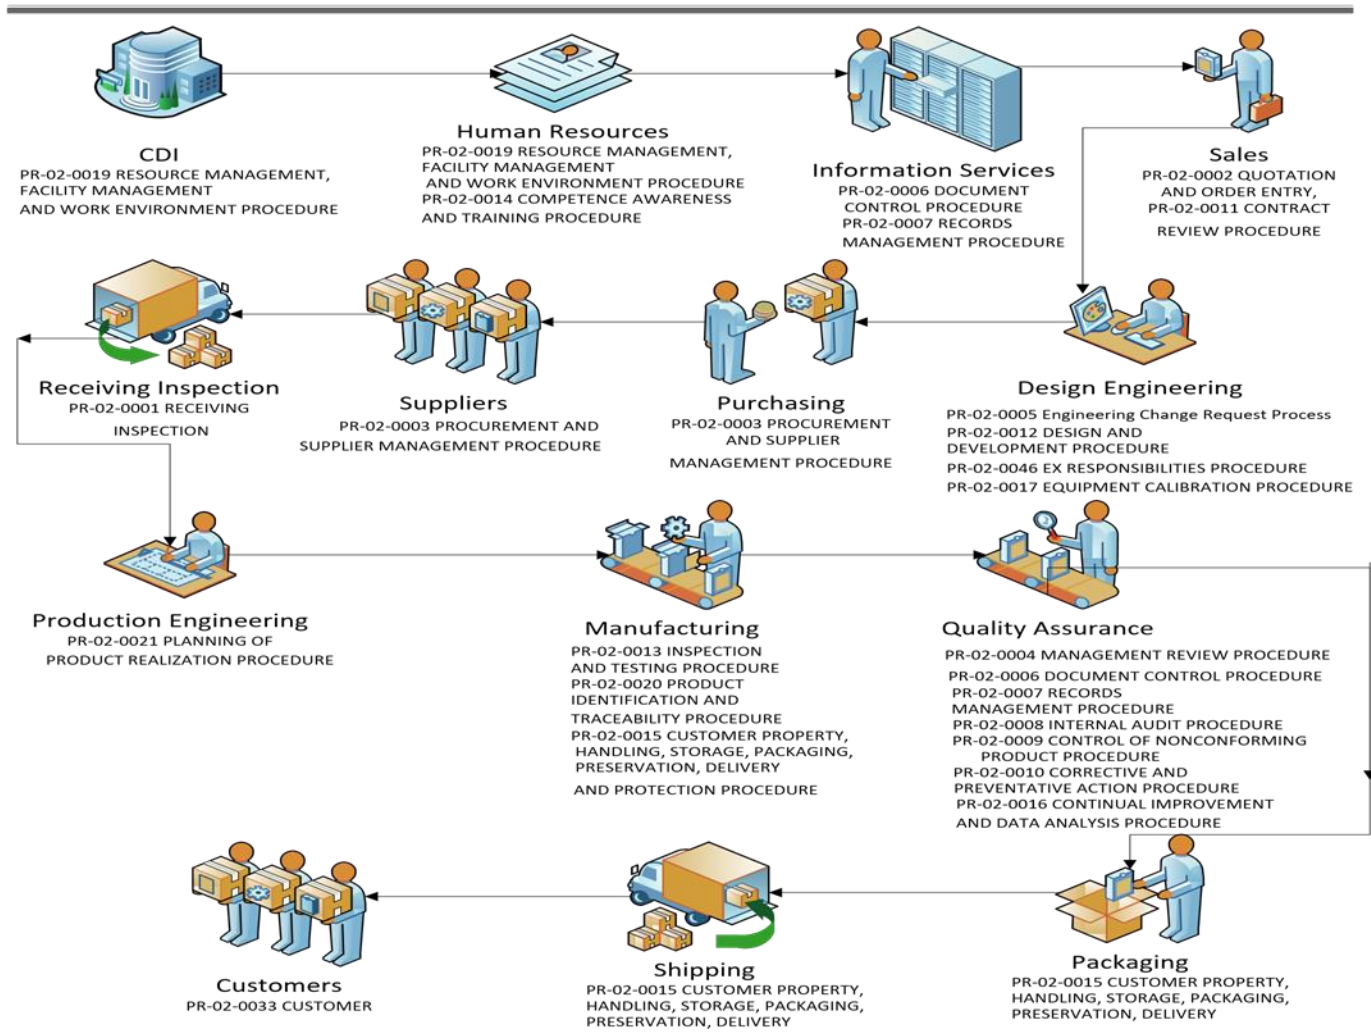 CDI
PR-02-0019 RESOURCE MANAGEMENT,
FACILITY MANAGEMENT
AND WORK ENVIRONMENT PROCEDURE
Human Resources
PR-02-0019 RESOURCE MANAGEMENT,
FACILITY MANAGEMENT
AND WORK ENVIRONMENT PROCEDURE
PR-02-0014 COMPETENCE AWARENESS
AND TRAINING PROCEDURE
Information Services
PR-02-0006 DOCUMENT
CONTROL PROCEDURE
PR-02-0007 RECORDS
MANAGEMENT PROCEDURE
Sales
PR-02-0002 QUOTATION
AND ORDER ENTRY,
PR-02-0011 CONTRACT
REVIEW PROCEDURE
Receiving Inspection
PR-02-0001 RECEIVING
INSPECTION
Suppliers
PR-02-0003 PROCUREMENT AND
SUPPLIER MANAGEMENT PROCEDURE
Purchasing
PR-02-0003 PROCUREMENT
AND SUPPLIER
MANAGEMENT PROCEDURE
Design Engineering
PR-02-0005 Engineering Change Request Process
PR-02-0012 DESIGN AND
DEVELOPMENT PROCEDURE
PR-02-0046 EX RESPONSIBILITIES PROCEDURE
PR-02-0017 EQUIPMENT CALIBRATION PROCEDURE
Production Engineering
PR-02-0021 PLANNING OF
PRODUCT REALIZATION PROCEDURE
Manufacturing
PR-02-0013 INSPECTION
AND TESTING PROCEDURE
PR-02-0020 PRODUCT
IDENTIFICATION AND
TRACEABILITY PROCEDURE
PR-02-0015 CUSTOMER PROPERTY,
HANDLING, STORAGE, PACKAGING,
PRESERVATION, DELIVERY
AND PROTECTION PROCEDURE
Quality Assurance
PR-02-0004 MANAGEMENT REVIEW PROCEDURE
PR-02-0006 DOCUMENT CONTROL PROCEDURE
PR-02-0007 RECORDS
MANAGEMENT PROCEDURE
PR-02-0008 INTERNAL AUDIT PROCEDURE
PR-02-0009 CONTROL OF NONCONFORMING
PRODUCT PROCEDURE
PR-02-0010 CORRECTIVE AND
PREVENTATIVE ACTION PROCEDURE
PR-02-0016 CONTINUAL IMPROVEMENT
AND DATA ANALYSIS PROCEDURE
Customers
PR-02-0033 CUSTOMER
Shipping
PR-02-0015 CUSTOMER PROPERTY,
HANDLING, STORAGE, PACKAGING,
PRESERVATION, DELIVERY
Packaging
PR-02-0015 CUSTOMER PROPERTY,
HANDLING, STORAGE, PACKAGING,
PRESERVATION, DELIVERY